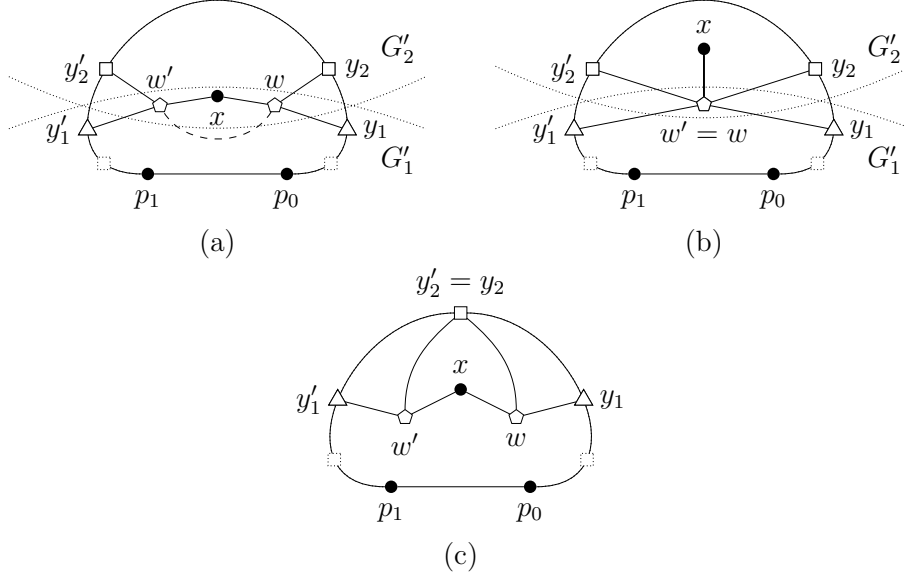 G′₂ G′₂
y′₂ w′ w y₂ y′₂ x y₂
x
y′₁ y₁ y′₁ w′ = w y₁
G′₁ G′₁
p₁ p₀ p₁ p₀
(a) (b)
y′₂ = y₂
x
y′₁ y₁
w′ w
p₁ p₀
(c)